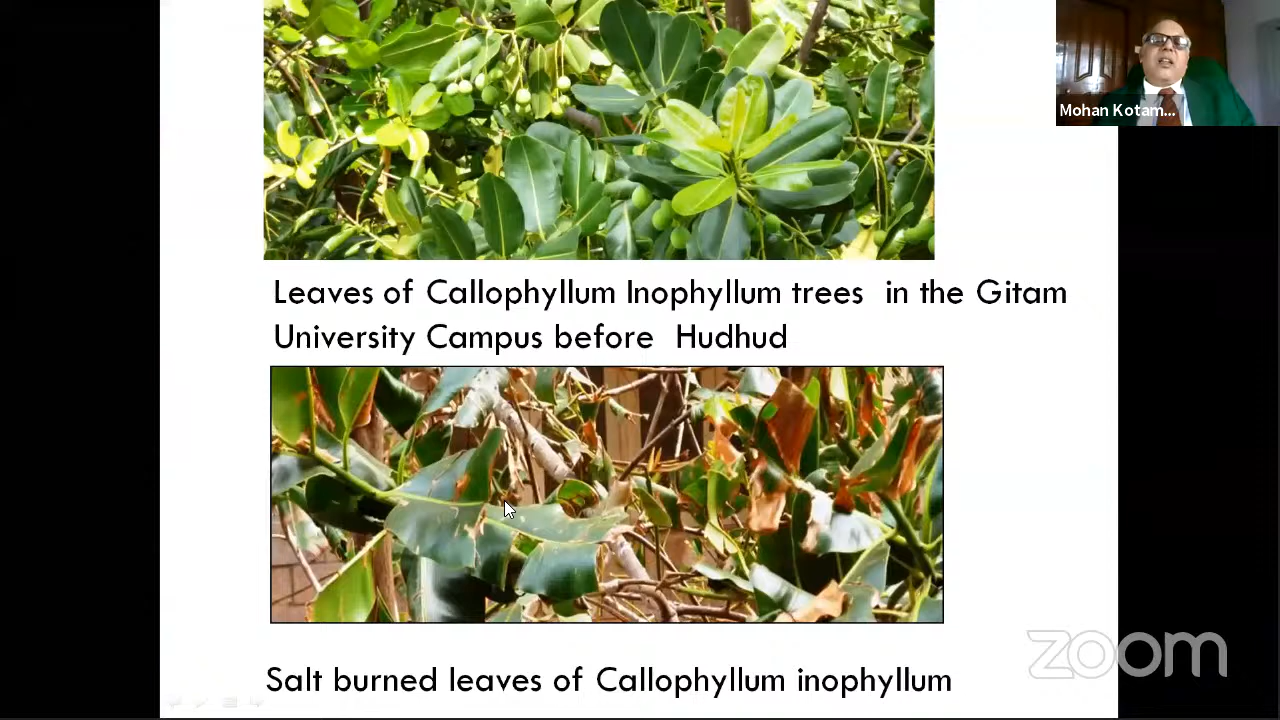 Mohan Kotam...
Leaves of Callophyllum Inophyllum trees in the Gitam
University Campus before Hudhud
Salt burned leaves of Callophyllum inophyllum
zoom